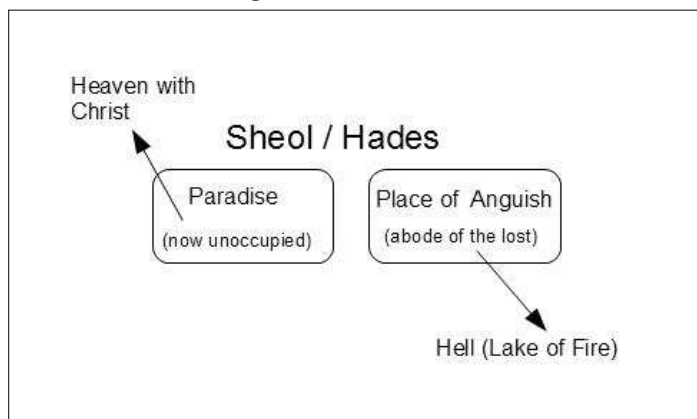 Heaven with
Christ
Sheol / Hades
Paradise
(now unoccupied)
Place of Anguish
(abode of the lost)
Hell (Lake of Fire)